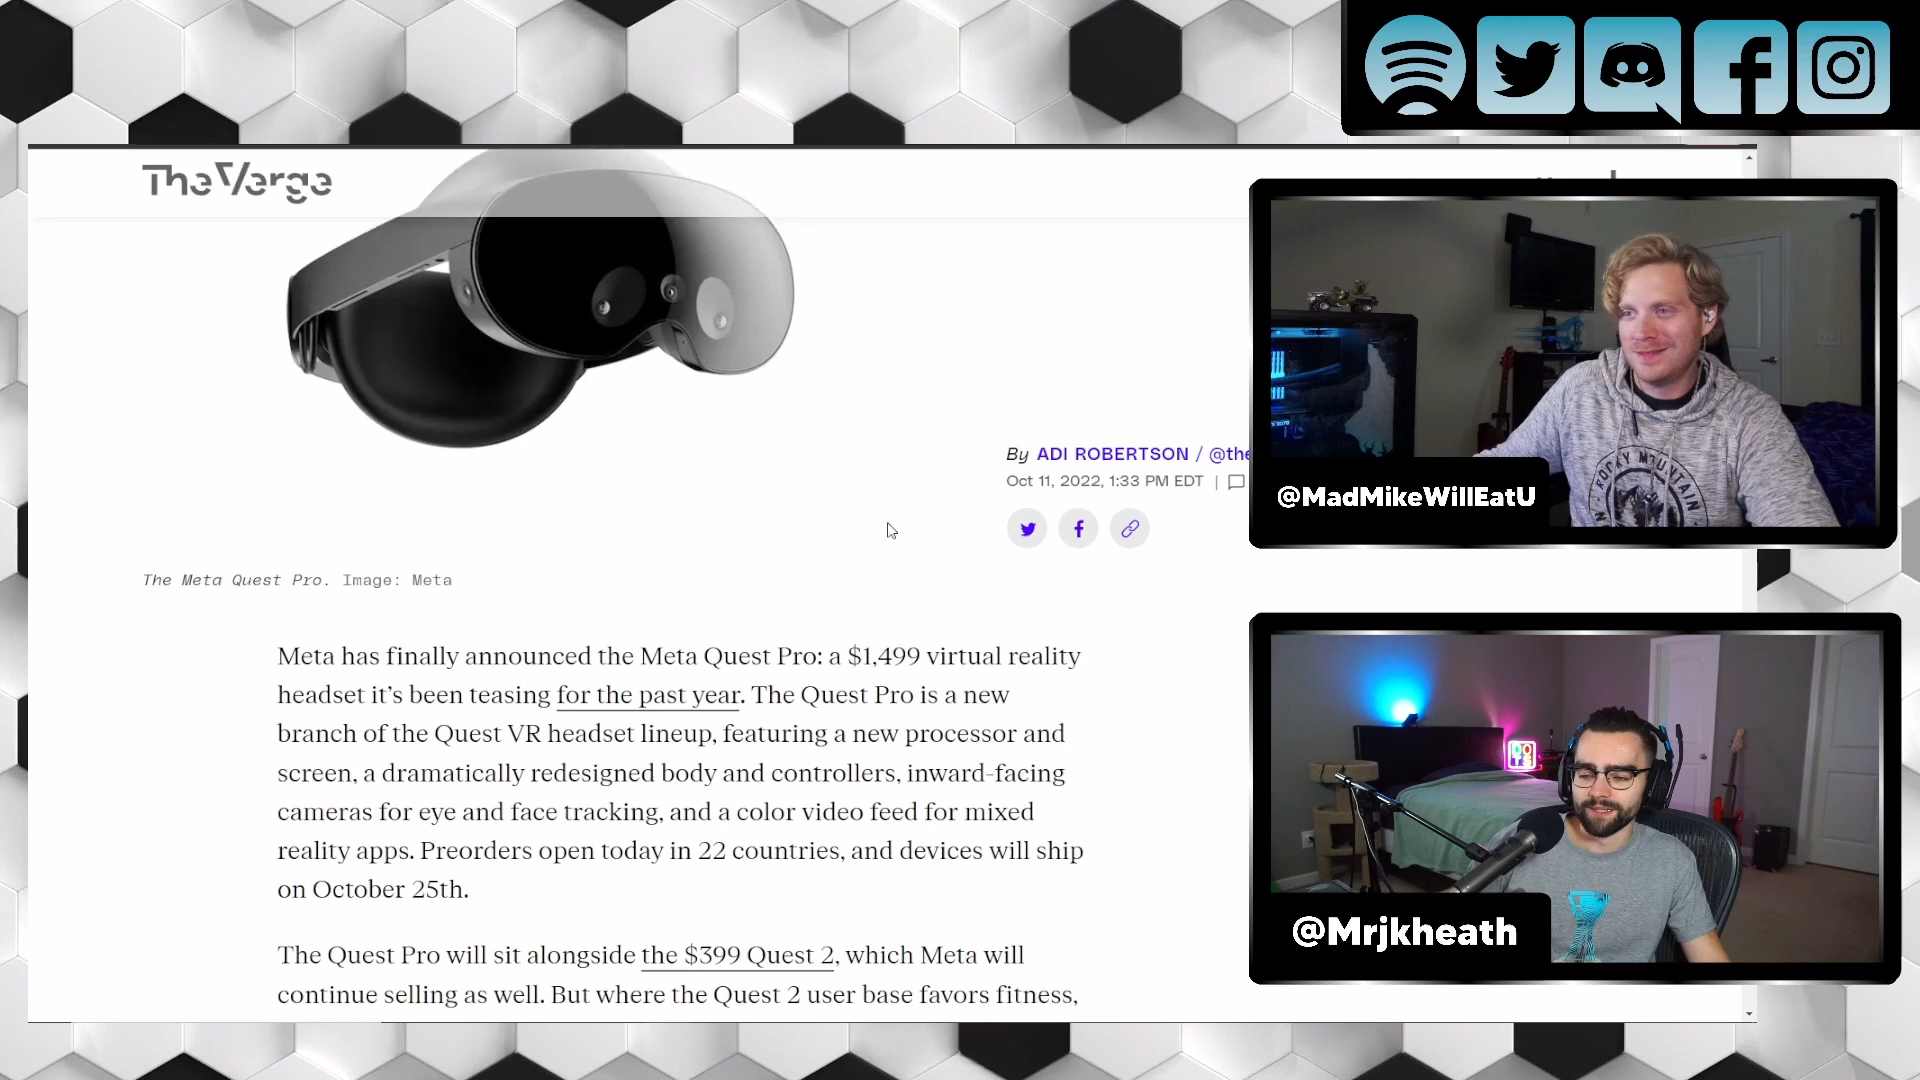 TheVerge
By ADI ROBERTSON / @the
Oct 11, 2022, 1:33 PM EDT |
The Meta Quest Pro. Image: Meta
Meta has finally announced the Meta Quest Pro: a $1,499 virtual reality
headset it’s been teasing for the past year. The Quest Pro is a new
branch of the Quest VR headset lineup, featuring a new processor and
screen, a dramatically redesigned body and controllers, inward-facing
cameras for eye and face tracking, and a color video feed for mixed
reality apps. Preorders open today in 22 countries, and devices will ship
on October 25th.
The Quest Pro will sit alongside the $399 Quest 2, which Meta will
continue selling as well. But where the Quest 2 user base favors fitness,
ROCKY MOUNTAIN
@MadMikeWillEatU
@Mrjkheath